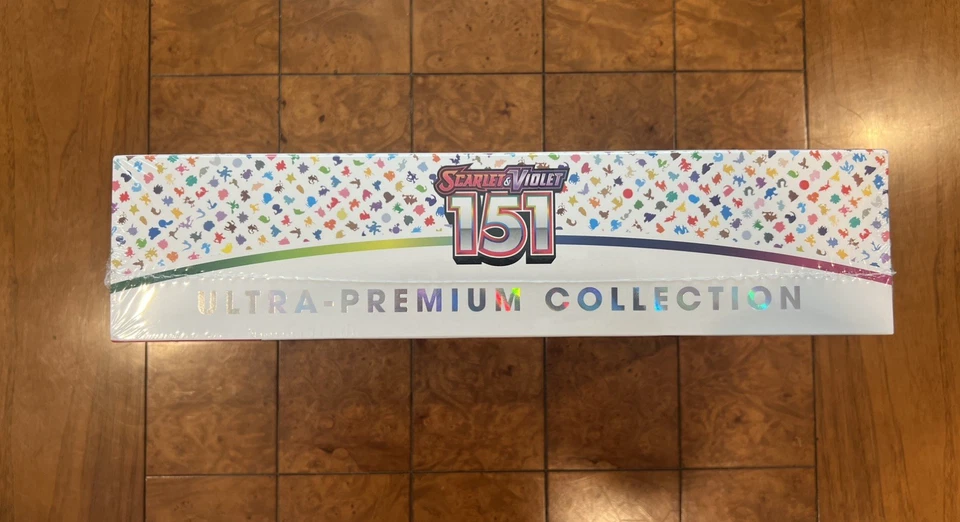 SCARLET & VIOLET
151
ULTRA-PREMIUM COLLECTION